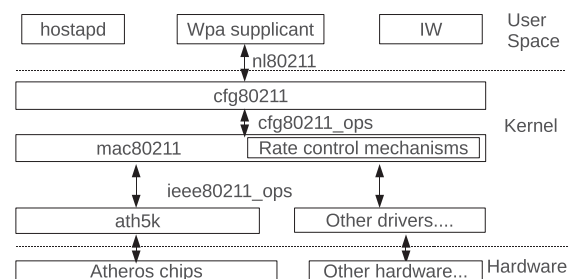 hostapd
Wpa supplicant
IW
User
Space
nl80211
cfg80211
cfg80211_ops
Kernel
mac80211
Rate control mechanisms
ieee80211_ops
ath5k
Other drivers....
Hardware
Atheros chips
Other hardware...